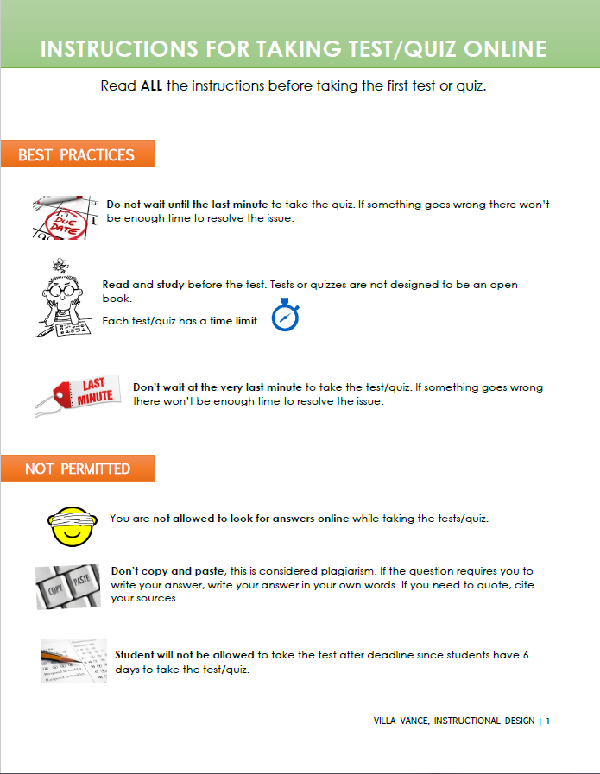 INSTRUCTIONS FOR TAKING TEST/QUIZ ONLINE
Read ALL the instructions before taking the first test or quiz.
BEST PRACTICES
DUE
DATE
Do not wait until the last minute to take the quiz. If something goes wrong there won't
be enough time to resolve the issue.
Read and study before the test. Tests or quizzes are not designed to be an open
book.
Each test/quiz has a time limit
LAST
MINUTE
Don't wait at the very last minute to take the test/quiz. If something goes wrong
there won't be enough time to resolve the issue.
NOT PERMITTED
You are not allowed to look for answers online while taking the tests/quiz.
COPY PASTE
Don't copy and paste, this is considered plagiarism. If the question requires you to
write your answer, write your answer in your own words. If you need to quote, cite
your sources
Student will not be allowed to take the test after deadline since students have 6
days to take the test/quiz.
VILLA VANCE, INSTRUCTIONAL DESIGN | 1